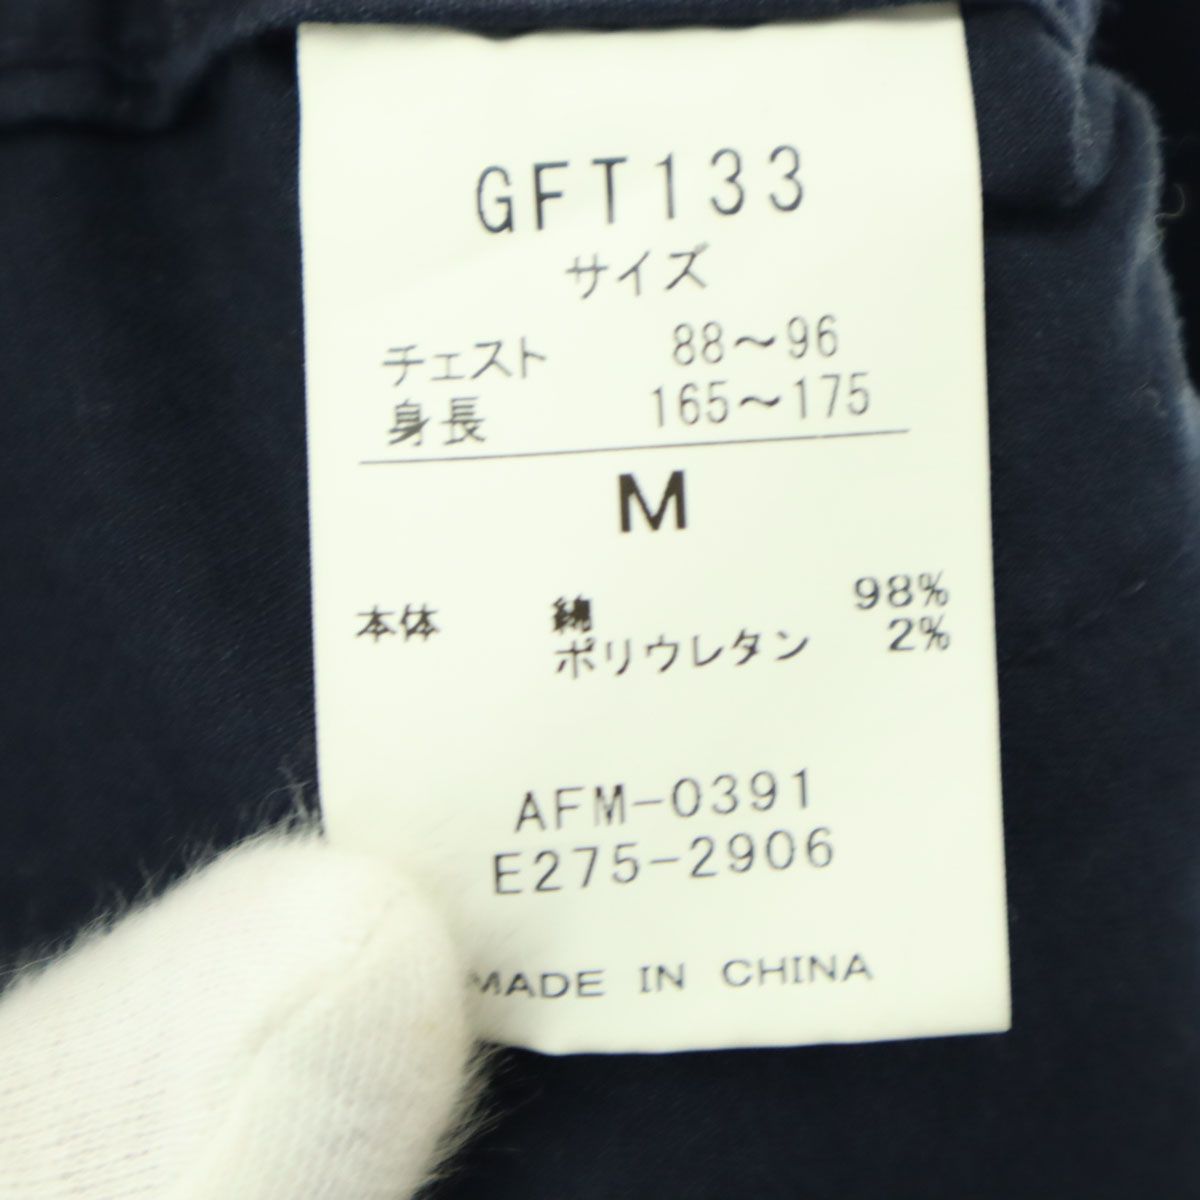 GFT133
サイズ
チェスト 88～96
身長 165～175
M
本体 綿 98%
ポリウレタン 2%
AFM-0391
E275-2906
MADE IN CHINA